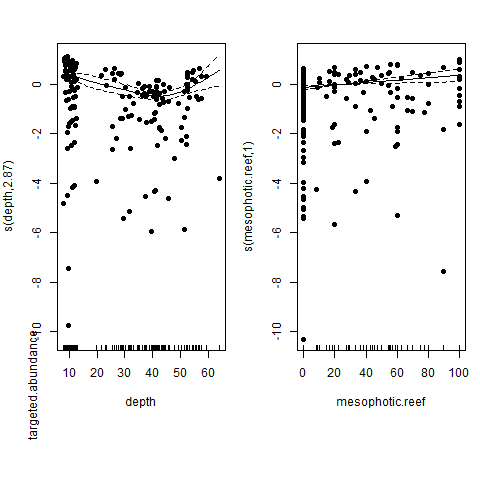 s(depth,2.87)
targeted.abundance
0
-2
-4
-6
-8
-10
10 20 30 40 50 60
depth
s(mesophotic.reef,1)
0
-2
-4
-6
-8
-10
0 20 40 60 80 100
mesophotic.reef